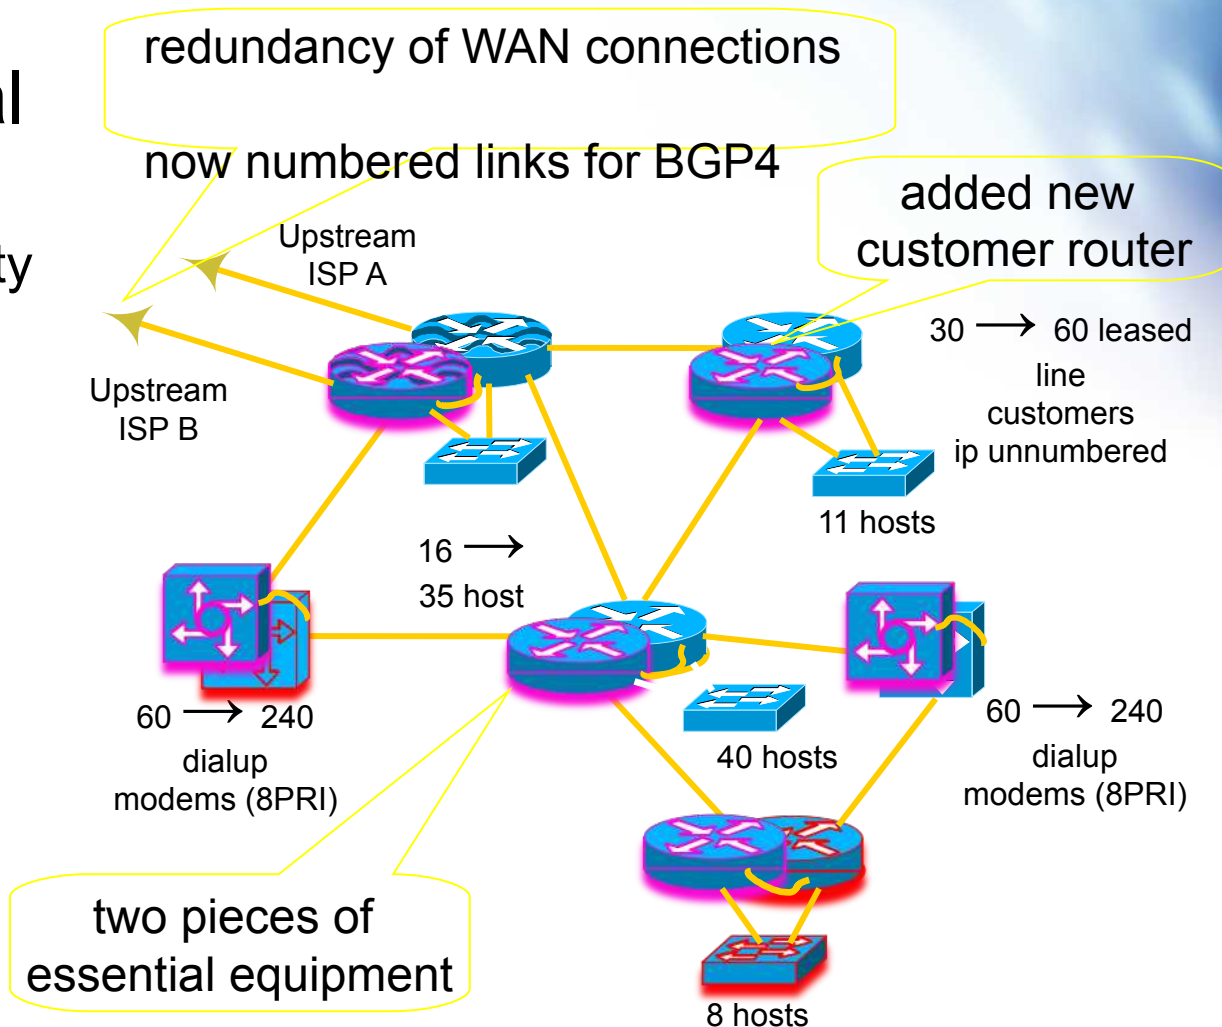 al
ty
redundancy of WAN connections
now numbered links for BGP4
added new
customer router
Upstream
ISP A
Upstream
ISP B
30 → 60 leased
line
customers
ip unnumbered
11 hosts
16 →
35 host
60 → 240
dialup
modems (8PRI)
40 hosts
60 → 240
dialup
modems (8PRI)
two pieces of
essential equipment
8 hosts